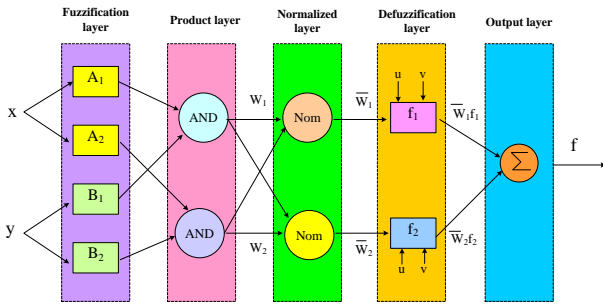 Fuzzification layer
Product layer
Normalized layer
Defuzzification layer
Output layer
x
y
A₁
A₂
B₁
B₂
AND
AND
W₁
W₂
Nom
Nom
W̅₁
W̅₂
u v
f₁
f₂
u v
W̅₁f₁
W̅₂f₂
Σ
f